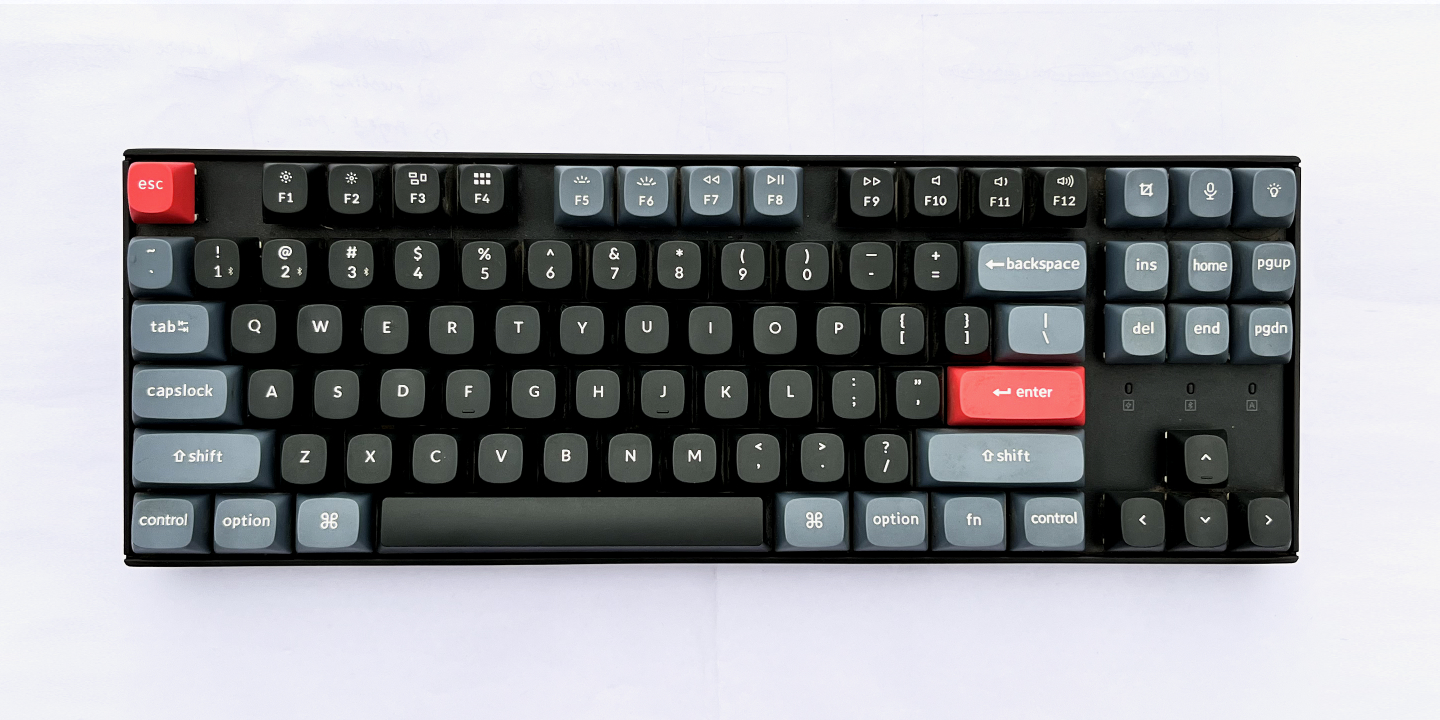 esc F1 F2 F3 F4 F5 F6 F7 F8 F9 F10 F11 F12
~ ! @ # $ % ^ & * ( ) — +
` 1 2 3 4 5 6 7 8 9 0 - = backspace ins home pgup
tab Q W E R T Y U I O P { } | del end pgdn
[ ] \
capslock A S D F G H J K L : " enter
; ,
0 0 0
A
shift Z X C V B N M < > ? shift ^
, . /
control option ⌘ ⌘ option fn control < ⌄ >